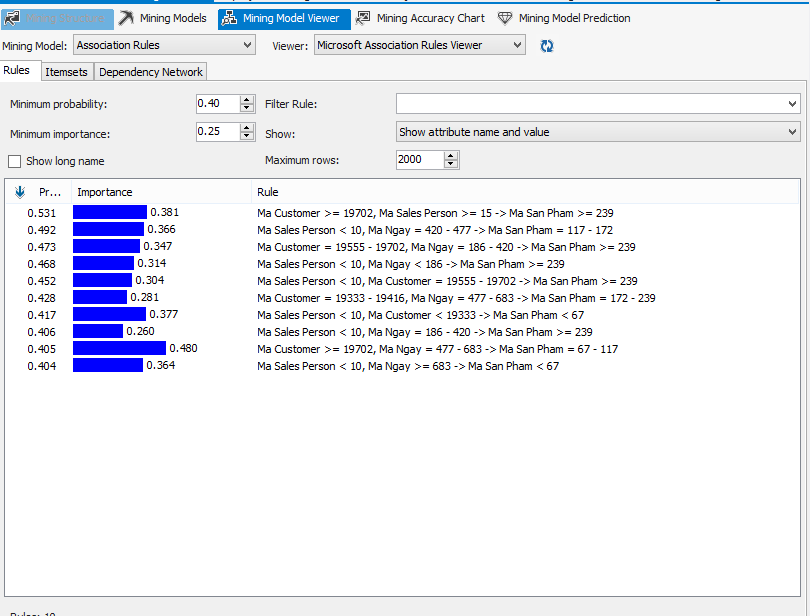 Mining Structure Mining Models Mining Model Viewer Mining Accuracy Chart Mining Model Prediction
Mining Model: Association Rules Viewer: Microsoft Association Rules Viewer
Rules Itemsets Dependency Network
Minimum probability: 0.40 Filter Rule:
Minimum importance: 0.25 Show: Show attribute name and value
Show long name Maximum rows: 2000
Pr... Importance Rule
0.531 0.381 Ma Customer >= 19702, Ma Sales Person >= 15 -> Ma San Pham >= 239
0.492 0.366 Ma Sales Person < 10, Ma Ngay = 420 - 477 -> Ma San Pham = 117 - 172
0.473 0.347 Ma Customer = 19555 - 19702, Ma Ngay = 186 - 420 -> Ma San Pham >= 239
0.468 0.314 Ma Sales Person < 10, Ma Ngay < 186 -> Ma San Pham >= 239
0.452 0.304 Ma Sales Person < 10, Ma Customer = 19555 - 19702 -> Ma San Pham >= 239
0.428 0.281 Ma Customer = 19333 - 19416, Ma Ngay = 477 - 683 -> Ma San Pham = 172 - 239
0.417 0.377 Ma Sales Person < 10, Ma Customer < 19333 -> Ma San Pham < 67
0.406 0.260 Ma Sales Person < 10, Ma Ngay = 186 - 420 -> Ma San Pham >= 239
0.405 0.480 Ma Customer >= 19702, Ma Ngay = 477 - 683 -> Ma San Pham = 67 - 117
0.404 0.364 Ma Sales Person < 10, Ma Ngay >= 683 -> Ma San Pham < 67
Rules: 10